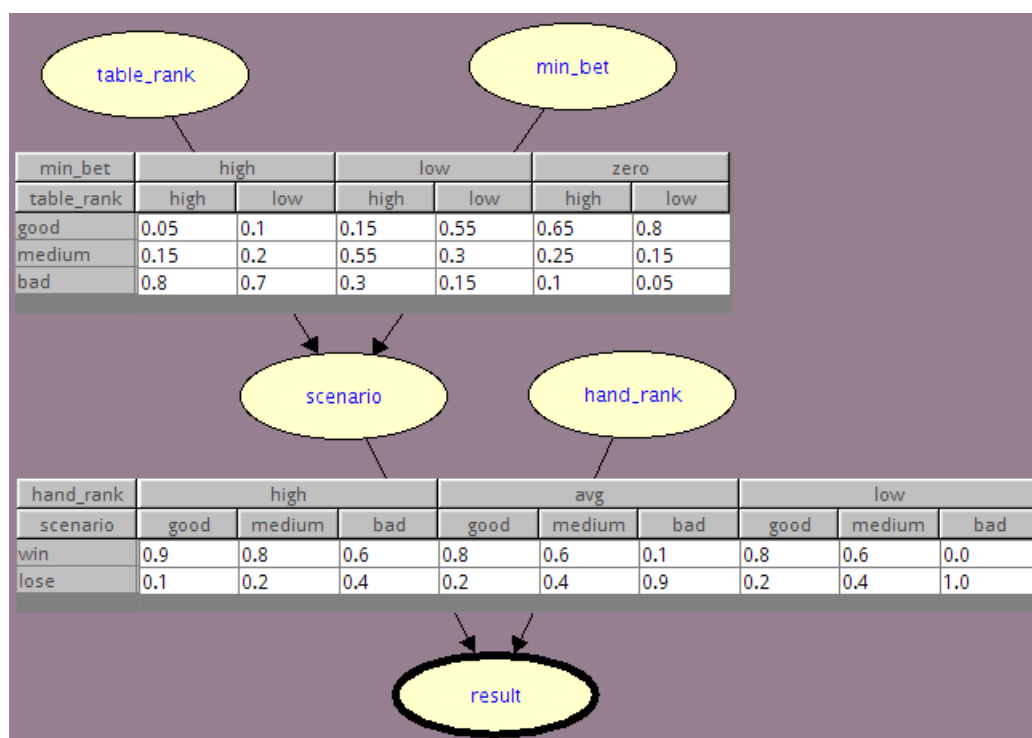 table_rank
min_bet
min_bet high low zero
table_rank high low high low high low
good 0.05 0.1 0.15 0.55 0.65 0.8
medium 0.15 0.2 0.55 0.3 0.25 0.15
bad 0.8 0.7 0.3 0.15 0.1 0.05
scenario
hand_rank
hand_rank high avg low
scenario good medium bad good medium bad good medium bad
win 0.9 0.8 0.6 0.8 0.6 0.1 0.8 0.6 0.0
lose 0.1 0.2 0.4 0.2 0.4 0.9 0.2 0.4 1.0
result